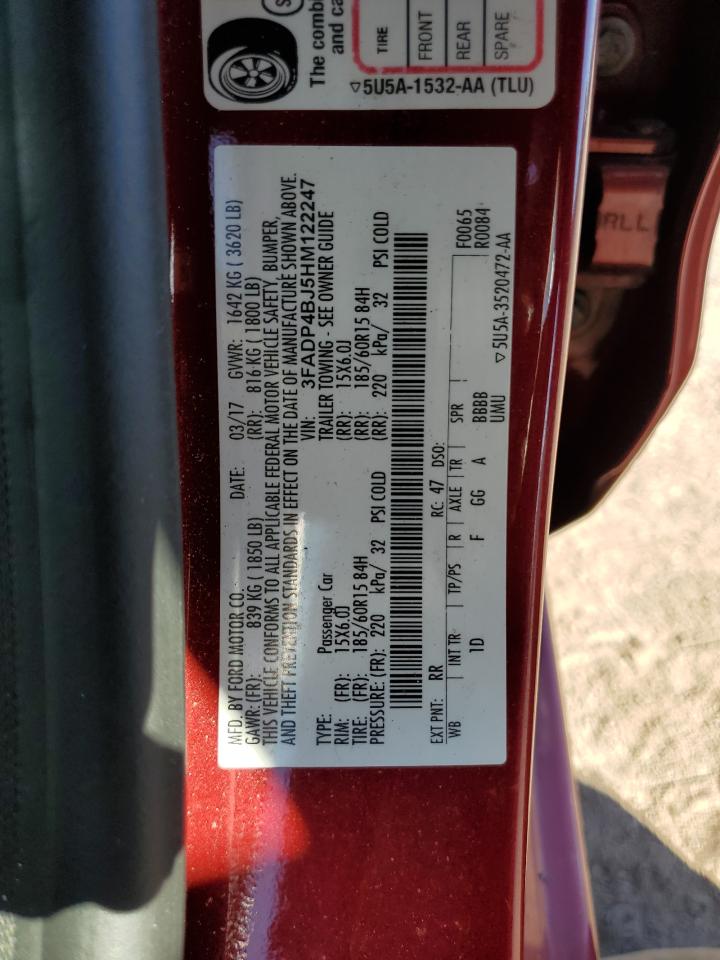 The combi
and ca
TIRE
FRONT
REAR
SPARE
5U5A-1532-AA (TLU)
MFD. BY FORD MOTOR CO. DATE: 03/17 GVWR: 1642 KG ( 3620 LB)
GAWR: (FR): 839 KG ( 1850 LB) (RR): 816 KG ( 1800 LB)
THIS VEHICLE CONFORMS TO ALL APPLICABLE FEDERAL MOTOR VEHICLE SAFETY, BUMPER,
AND THEFT PREVENTION STANDARDS IN EFFECT ON THE DATE OF MANUFACTURE SHOWN ABOVE.
VIN: 3FADP4BJ5HM122247
TYPE: Passenger Car TRAILER TOWING - SEE OWNER GUIDE
RIM: (FR): 15X6.0J (RR): 15X6.0J
TIRE: (FR): 185/60R15 84H (RR): 185/60R15 84H
PRESSURE: (FR): 220 kPa/ 32 PSI COLD (RR): 220 kPa/ 32 PSI COLD
EXT PNT: RR RC: 47 DSO: F0065
R0084
WB INT TR TP/PS R AXLE TR SPR
1D F GG A BBBB
UMU
5U5A-3520472-AA